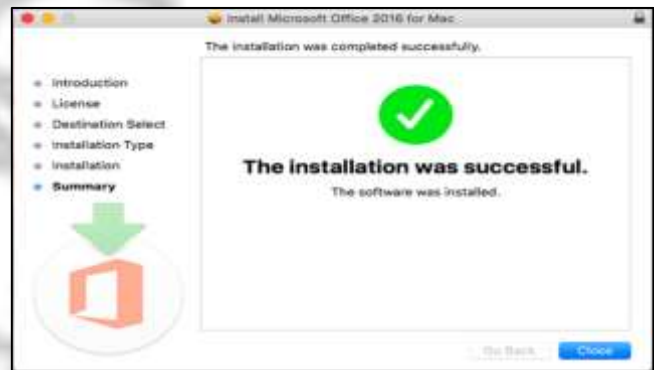 Install Microsoft Office 2016 for Mac
The installation was completed successfully.
Introduction
License
Destination Select
Installation Type
Installation
Summary
The installation was successful.
The software was installed.
Go Back
Close